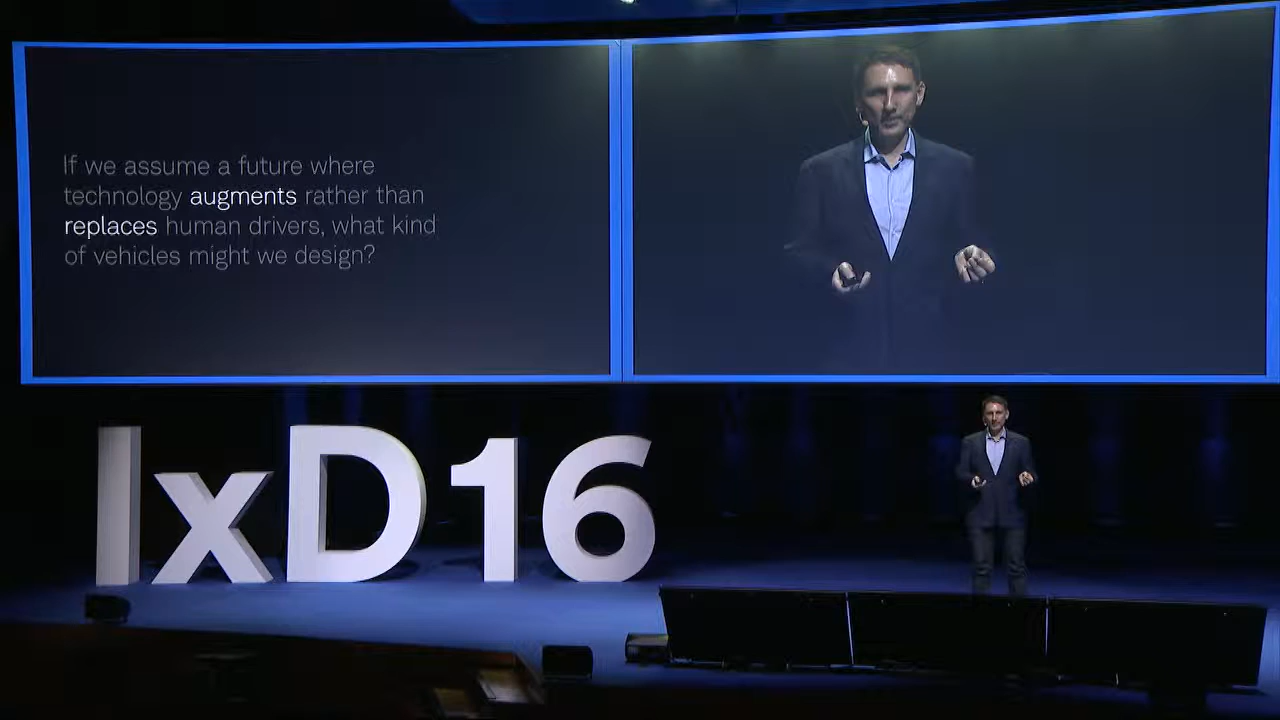 If we assume a future where
technology augments rather than
replaces human drivers, what kind
of vehicles might we design?
IxD16